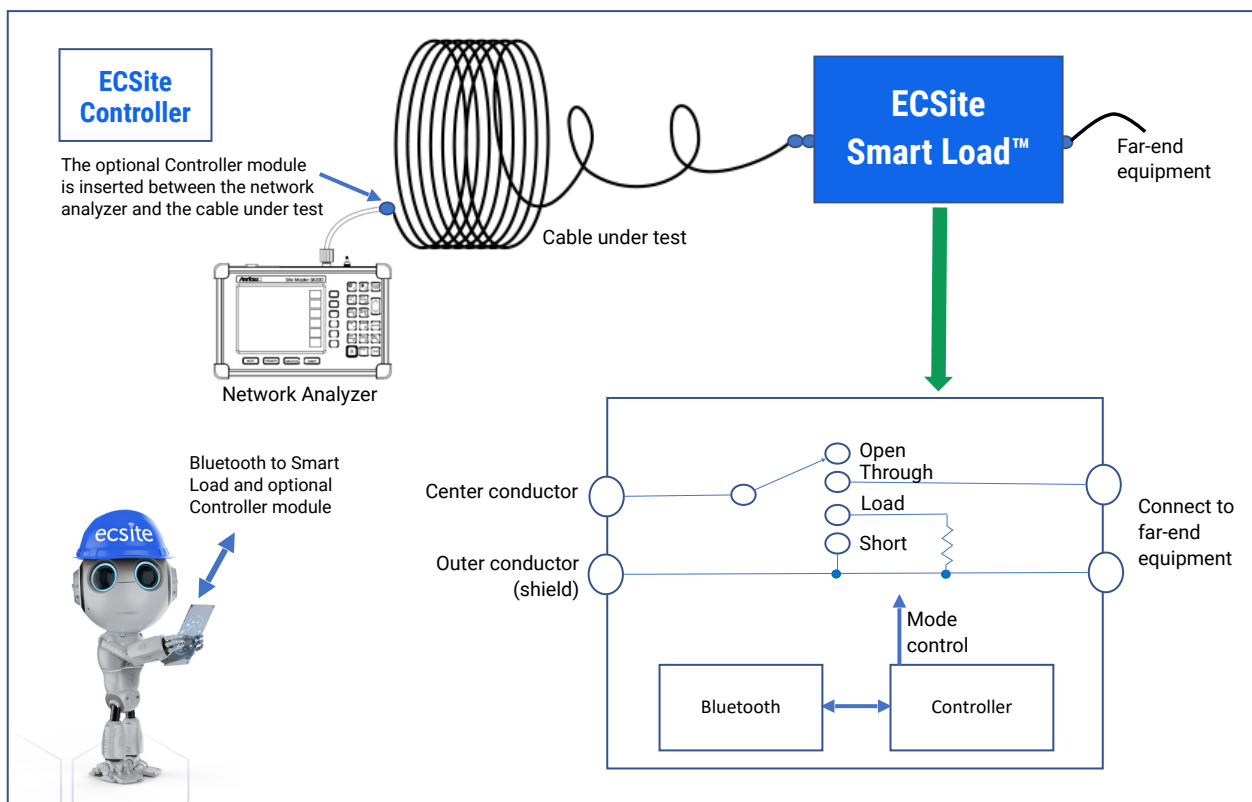 ECSite
Controller
The optional Controller module
is inserted between the network
analyzer and the cable under test
ECSite
Smart Load™
Far-end
equipment
Cable under test
Network Analyzer
Bluetooth to Smart
Load and optional
Controller module
ecsite
Open
Through
Center conductor
Load
Short
Outer conductor
(shield)
Connect to
far-end
equipment
Mode
control
Bluetooth
Controller